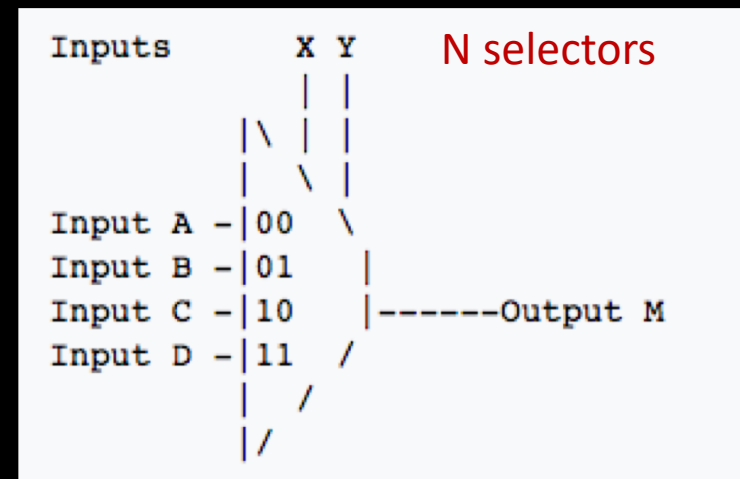 Inputs X Y N selectors
Input A -|00
Input B -|01
Input C -|10 |------Output M
Input D -|11